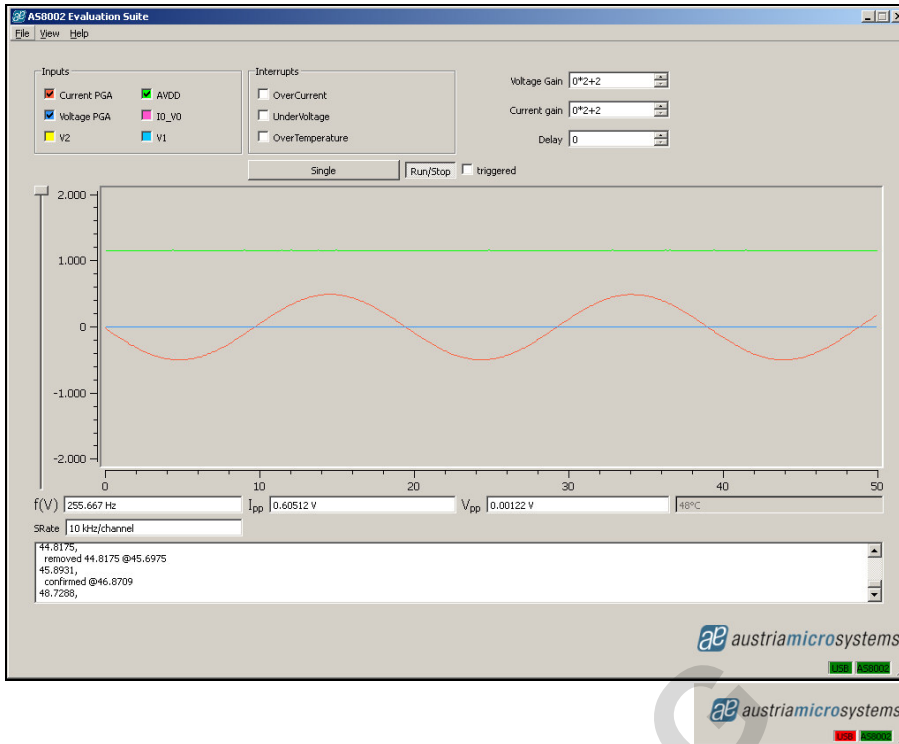 AS8002 Evaluation Suite
File View Help
Inputs
Current PGA
AVDD
Voltage PGA
I0_V0
V2
V1
Interrupts
OverCurrent
UnderVoltage
OverTemperature
Voltage Gain 0*2+2
Current gain 0*2+2
Delay 0
Single
Run/Stop
triggered
2.000
1.000
0
-1.000
-2.000
0 10 20 30 40 50
f(V) 255.667 Hz
Ipp 0.60512 V
Vpp 0.00122 V
48°C
SRate 10 kHz/channel
44.8175,
removed 44.8175 @45.6975
45.8931,
confirmed @46.8709
48.7288,
austriamicrosystems
USB AS8002
austriamicrosystems
USB AS8002